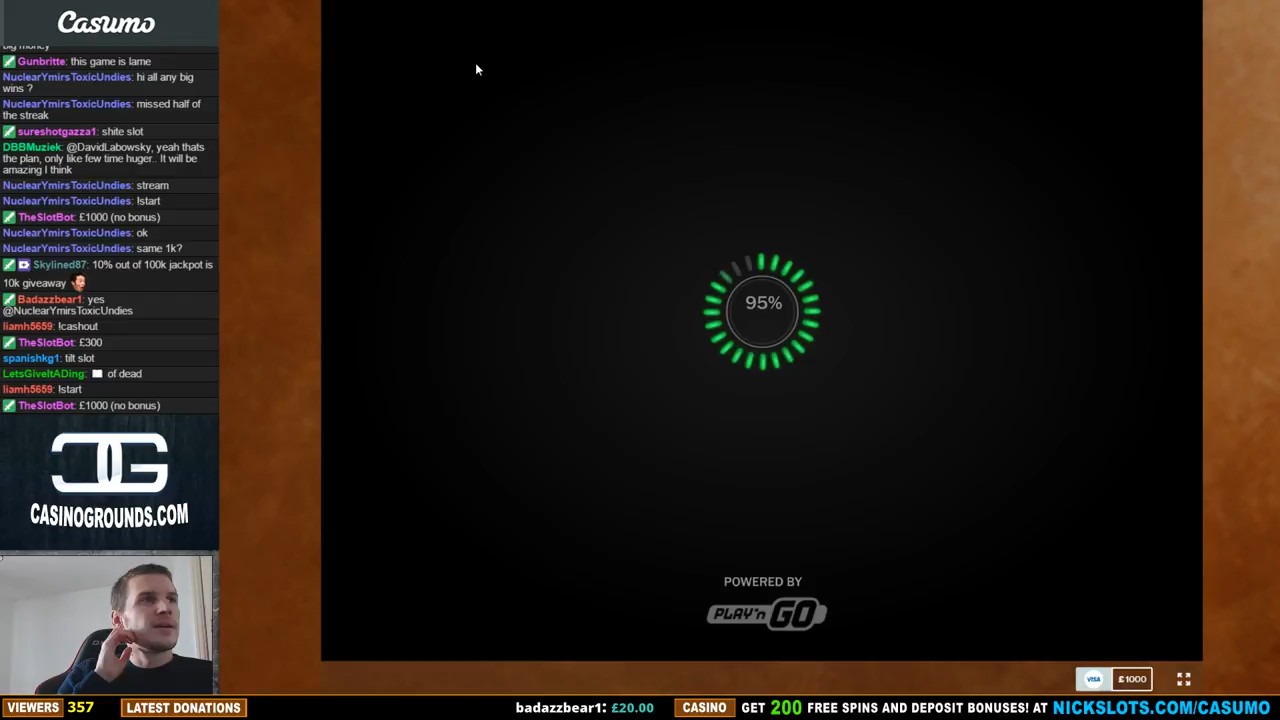 Casumo
big money
Gunbritte: this game is lame
NuclearYmirsToxicUndies: hi all any big
wins ?
NuclearYmirsToxicUndies: missed half of
the streak
sureshotgazza1: shite slot
DBBMuziek: @DavidLabowsky, yeah thats
the plan, only like few time huger.. It will be
amazing I think
NuclearYmirsToxicUndies: stream
NuclearYmirsToxicUndies: !start
TheSlotBot: £1000 (no bonus)
NuclearYmirsToxicUndies: ok
NuclearYmirsToxicUndies: same 1k?
Skylined87: 10% out of 100k jackpot is
10k giveaway
Badazzbear1: yes
@NuclearYmirsToxicUndies
liamh5659: !cashout
TheSlotBot: £300
spanishkg1: tilt slot
LetsGiveItADing: of dead
liamh5659: !start
TheSlotBot: £1000 (no bonus)
CG
CASINOGROUNDS.COM
95%
POWERED BY
PLAY'n GO
VISA £1000
VIEWERS 357 LATEST DONATIONS badazzbear1: £20.00 CASINO GET 200 FREE SPINS AND DEPOSIT BONUSES! AT NICKSLOTS.COM/CASUMO